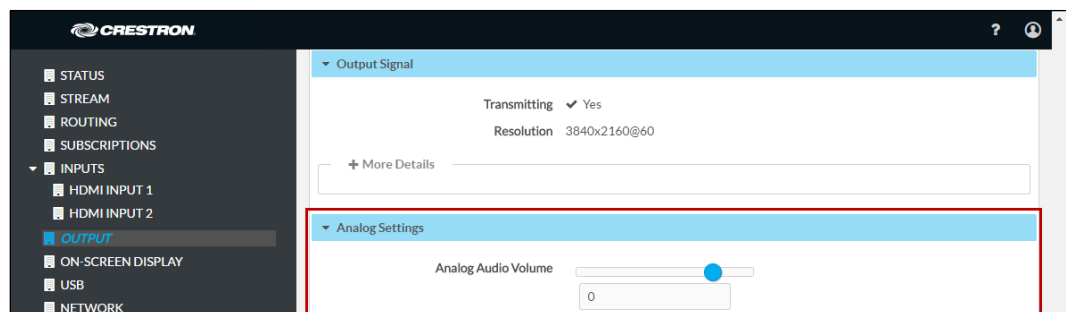 CRESTRON
?
STATUS
STREAM
ROUTING
SUBSCRIPTIONS
INPUTS
HDMI INPUT 1
HDMI INPUT 2
OUTPUT
ON-SCREEN DISPLAY
USB
NETWORK
Output Signal
Transmitting Yes
Resolution 3840x2160@60
+ More Details
Analog Settings
Analog Audio Volume
0